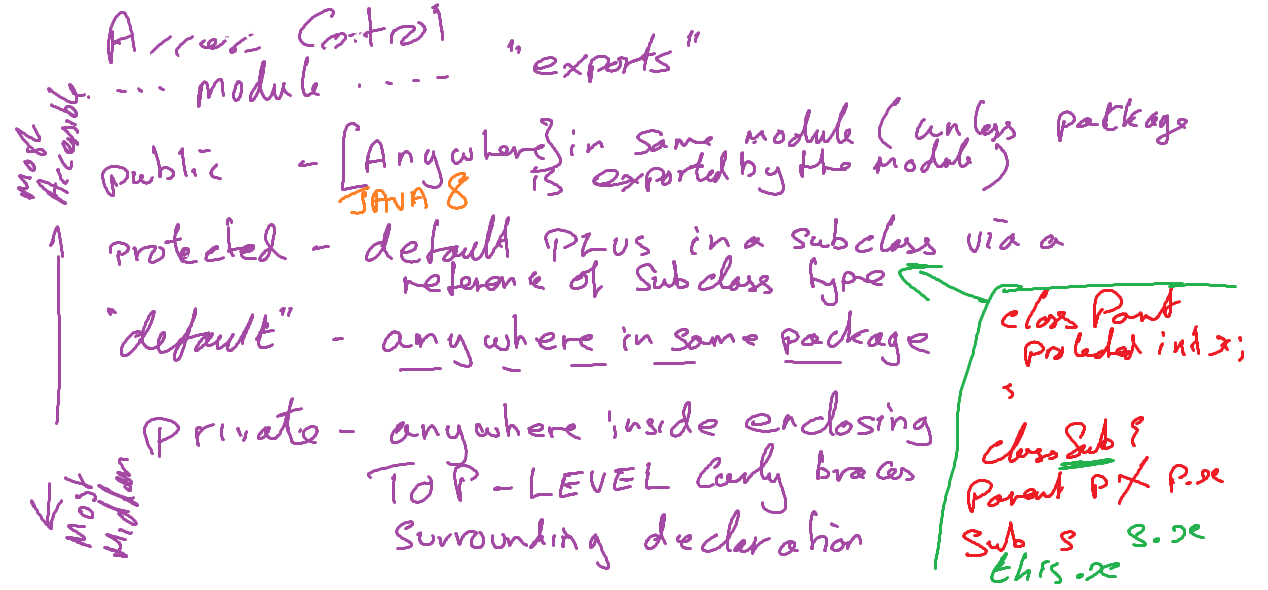 Access Control
... module .... "exports"
Most Accessible
public - [Anywhere] in same module (unless package
is exported by the module)
JAVA 8
protected - default PLUS in a subclass via a
reference of subclass type
"default" - anywhere in same package
private - anywhere inside enclosing
TOP-LEVEL Curly braces
surrounding declaration
Most Hidden
class Parnt
protected int x;
}
class Sub {
Parent p X p.x
Sub s s.x
this.x